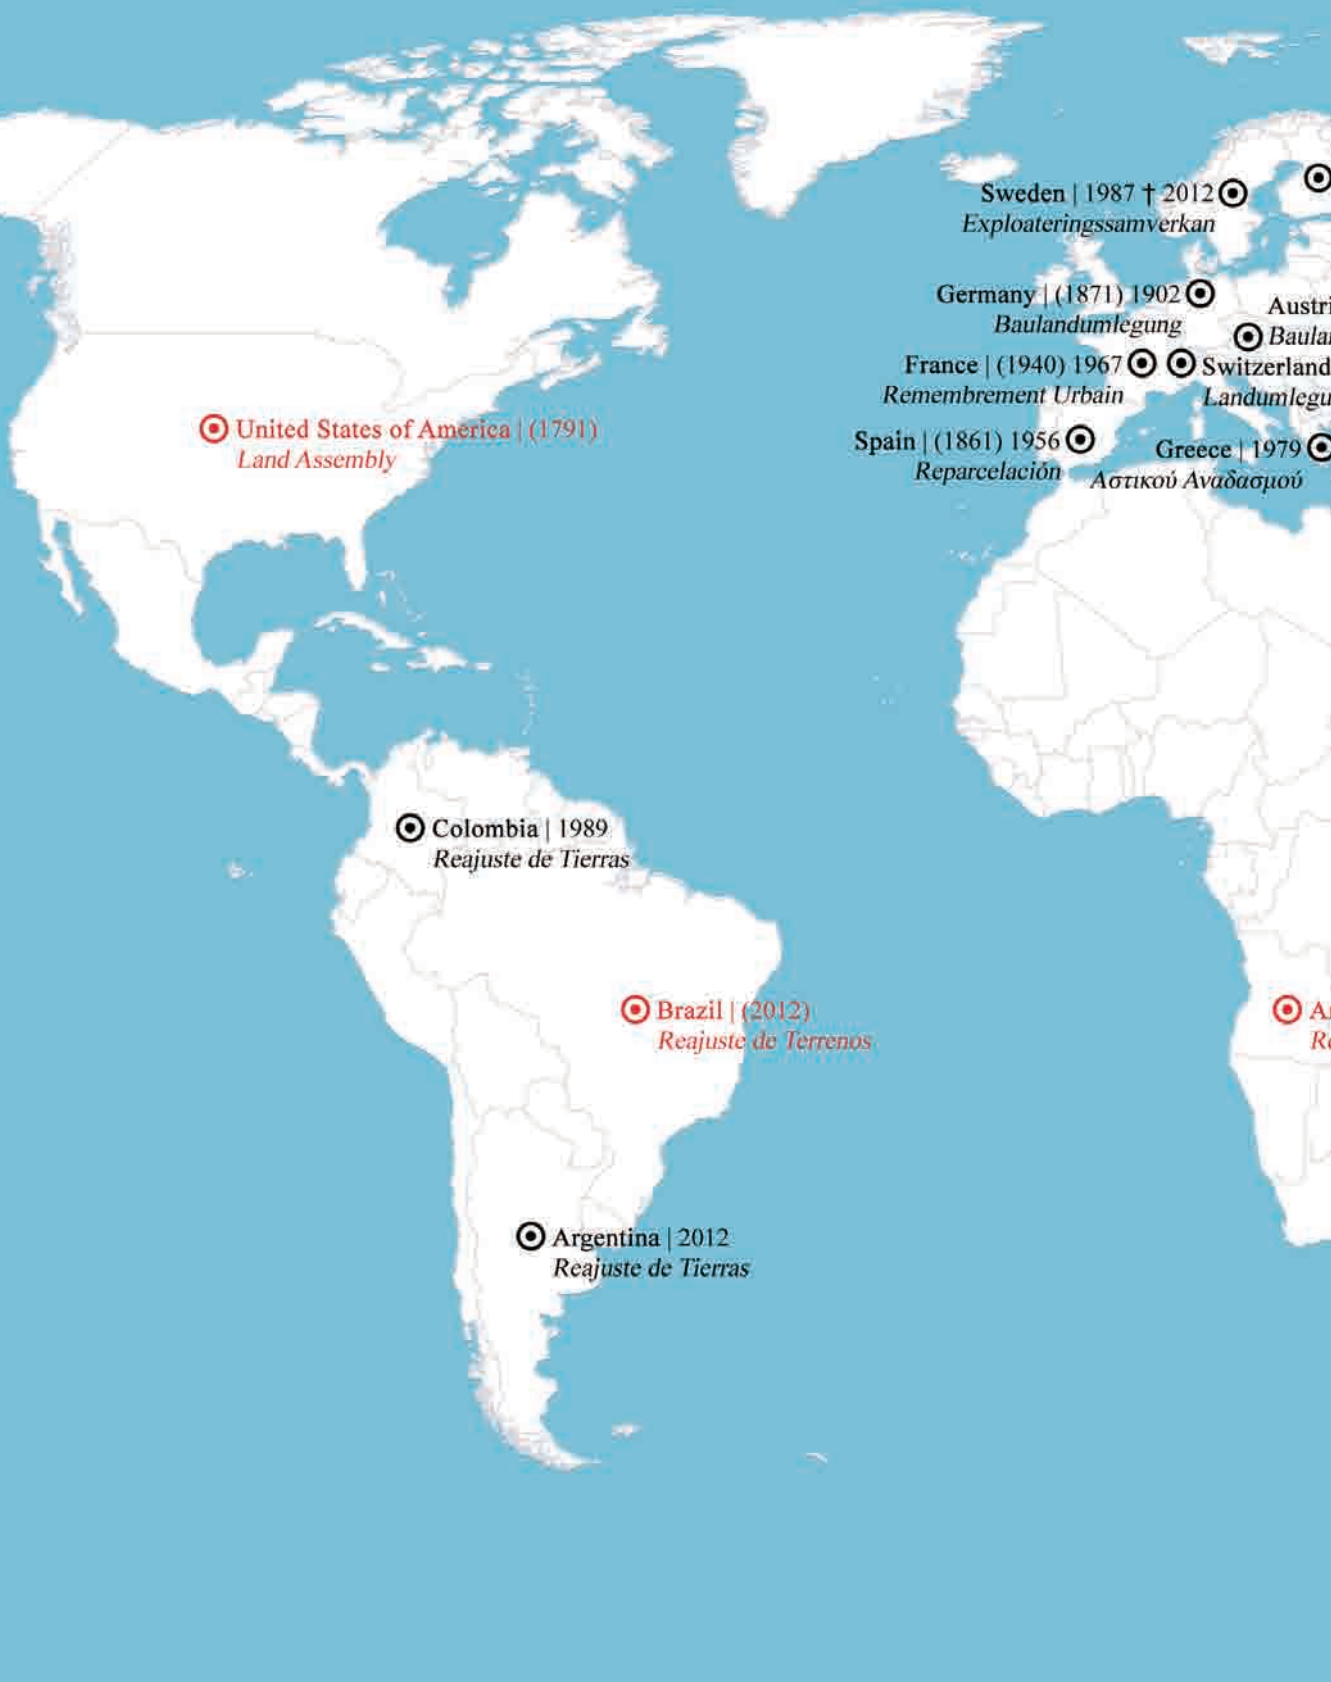 Sweden | 1987 † 2012
Exploateringssamverkan
Germany | (1871) 1902
Baulandumlegung
France | (1940) 1967
Remembrement Urbain
Switzerland
Spain | (1861) 1956
Reparcelación
Greece | 1979
Αστικού Αναδασμού
United States of America | (1791)
Land Assembly
Colombia | 1989
Reajuste de Tierras
Brazil | (2012)
Reajuste de Terrenos
Argentina | 2012
Reajuste de Tierras